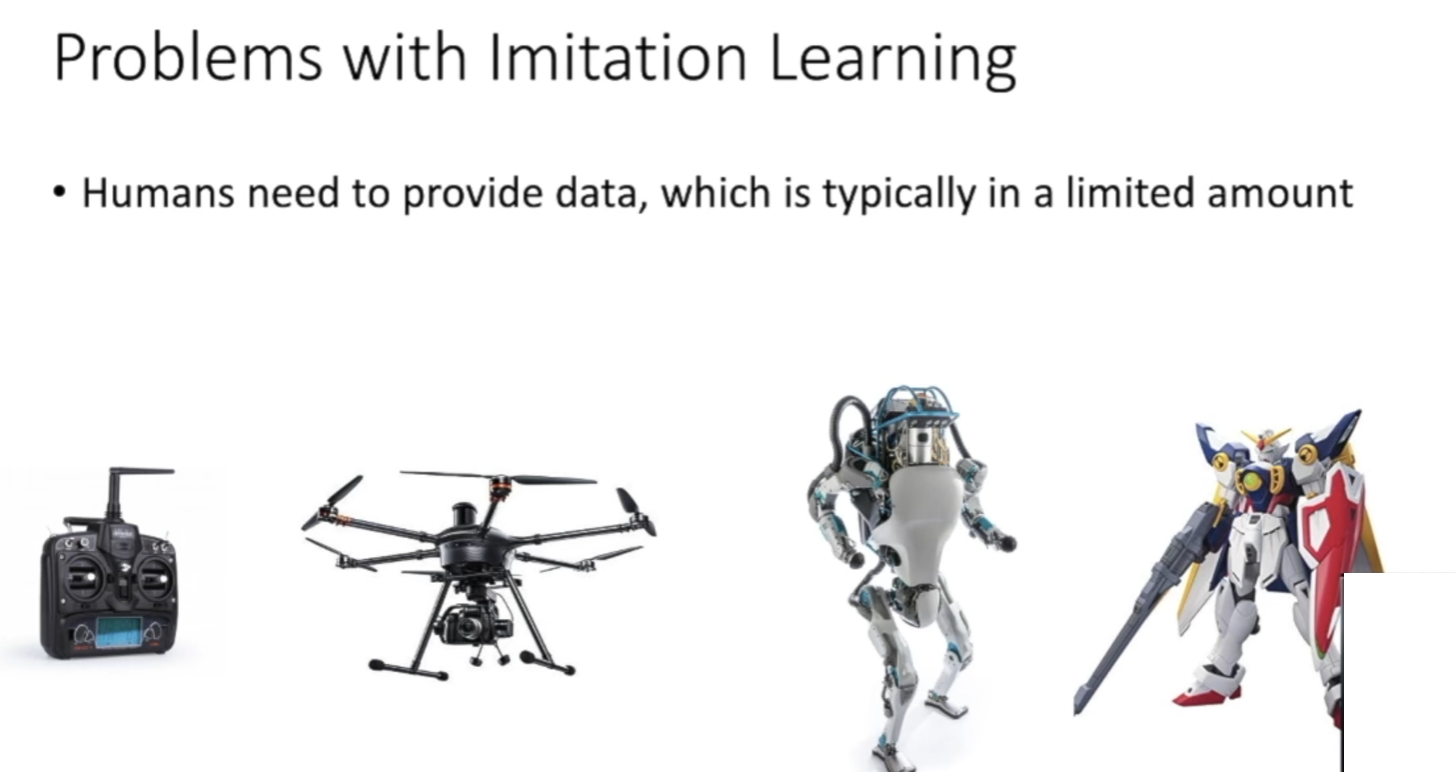 Problems with Imitation Learning
• Humans need to provide data, which is typically in a limited amount